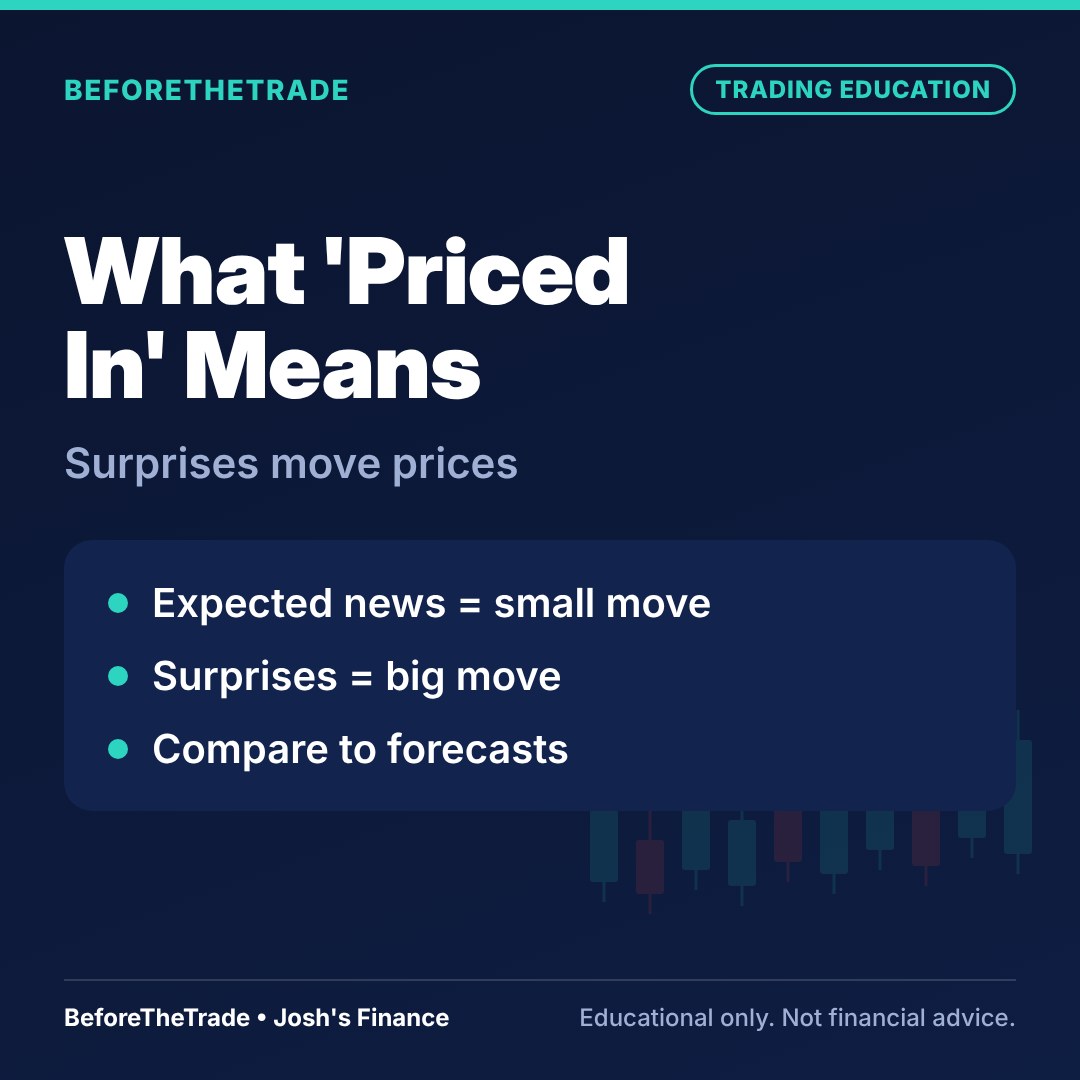 BEFORETHETRADE
TRADING EDUCATION
What 'Priced
In' Means
Surprises move prices
Expected news = small move
Surprises = big move
Compare to forecasts
BeforeTheTrade • Josh's Finance
Educational only. Not financial advice.